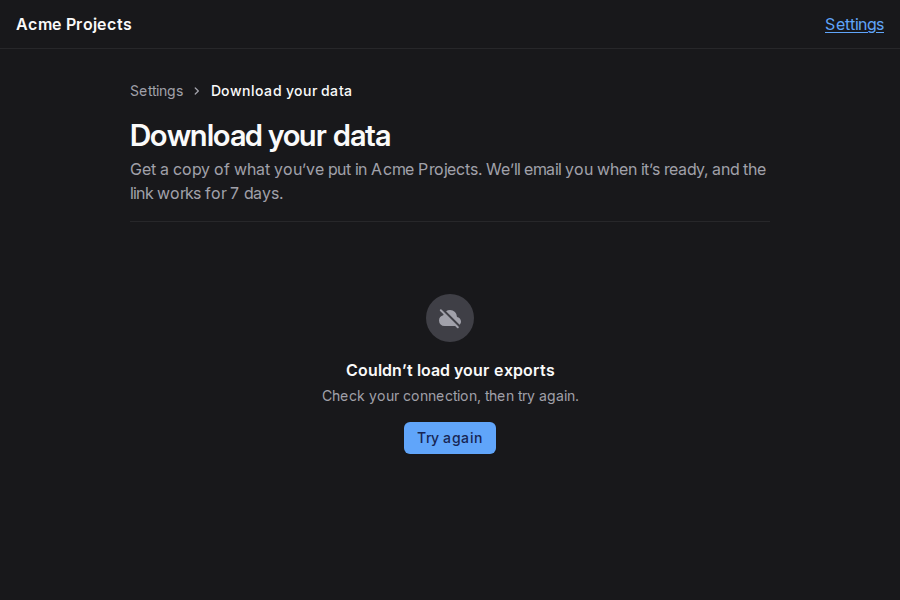 Acme Projects
Settings
Settings > Download your data
Download your data
Get a copy of what you’ve put in Acme Projects. We’ll email you when it’s ready, and the
link works for 7 days.
Couldn’t load your exports
Check your connection, then try again.
Try again